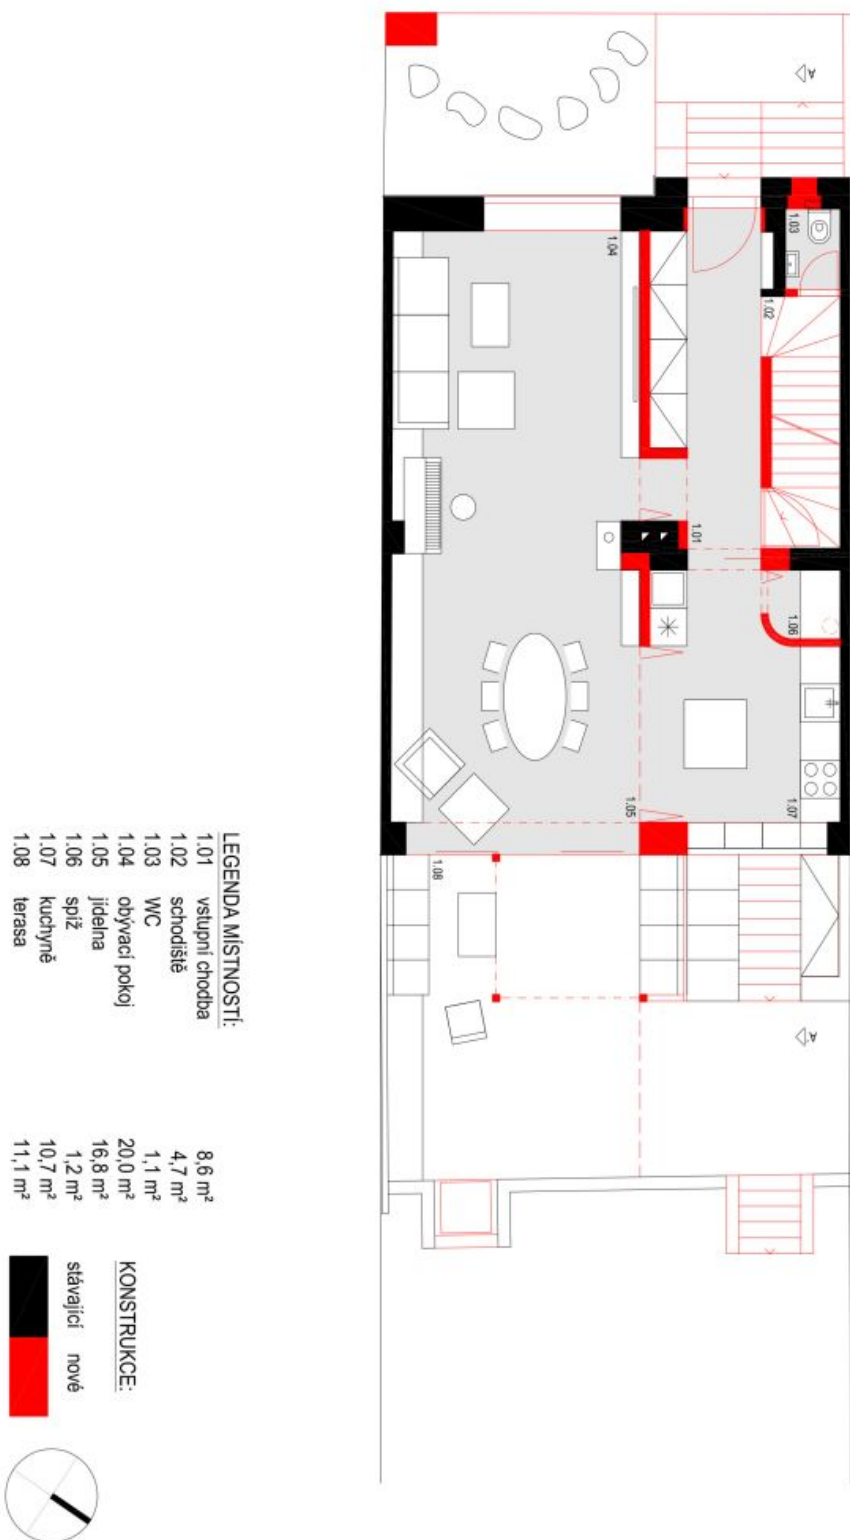 LEGENDA MÍSTNOSTÍ:
1.01 vstupní chodba 8,6 m²
1.02 schodiště 4,7 m²
1.03 WC 1,1 m²
1.04 obývací pokoj 20,0 m²
1.05 jídelna 16,8 m²
1.06 spíž 1,2 m²
1.07 kuchyně 10,7 m²
1.08 terasa 11,1 m²
KONSTRUKCE:
stávající nové
1.03
1.04
1.02
1.01
1.06
1.05
1.07
1.08
A
A